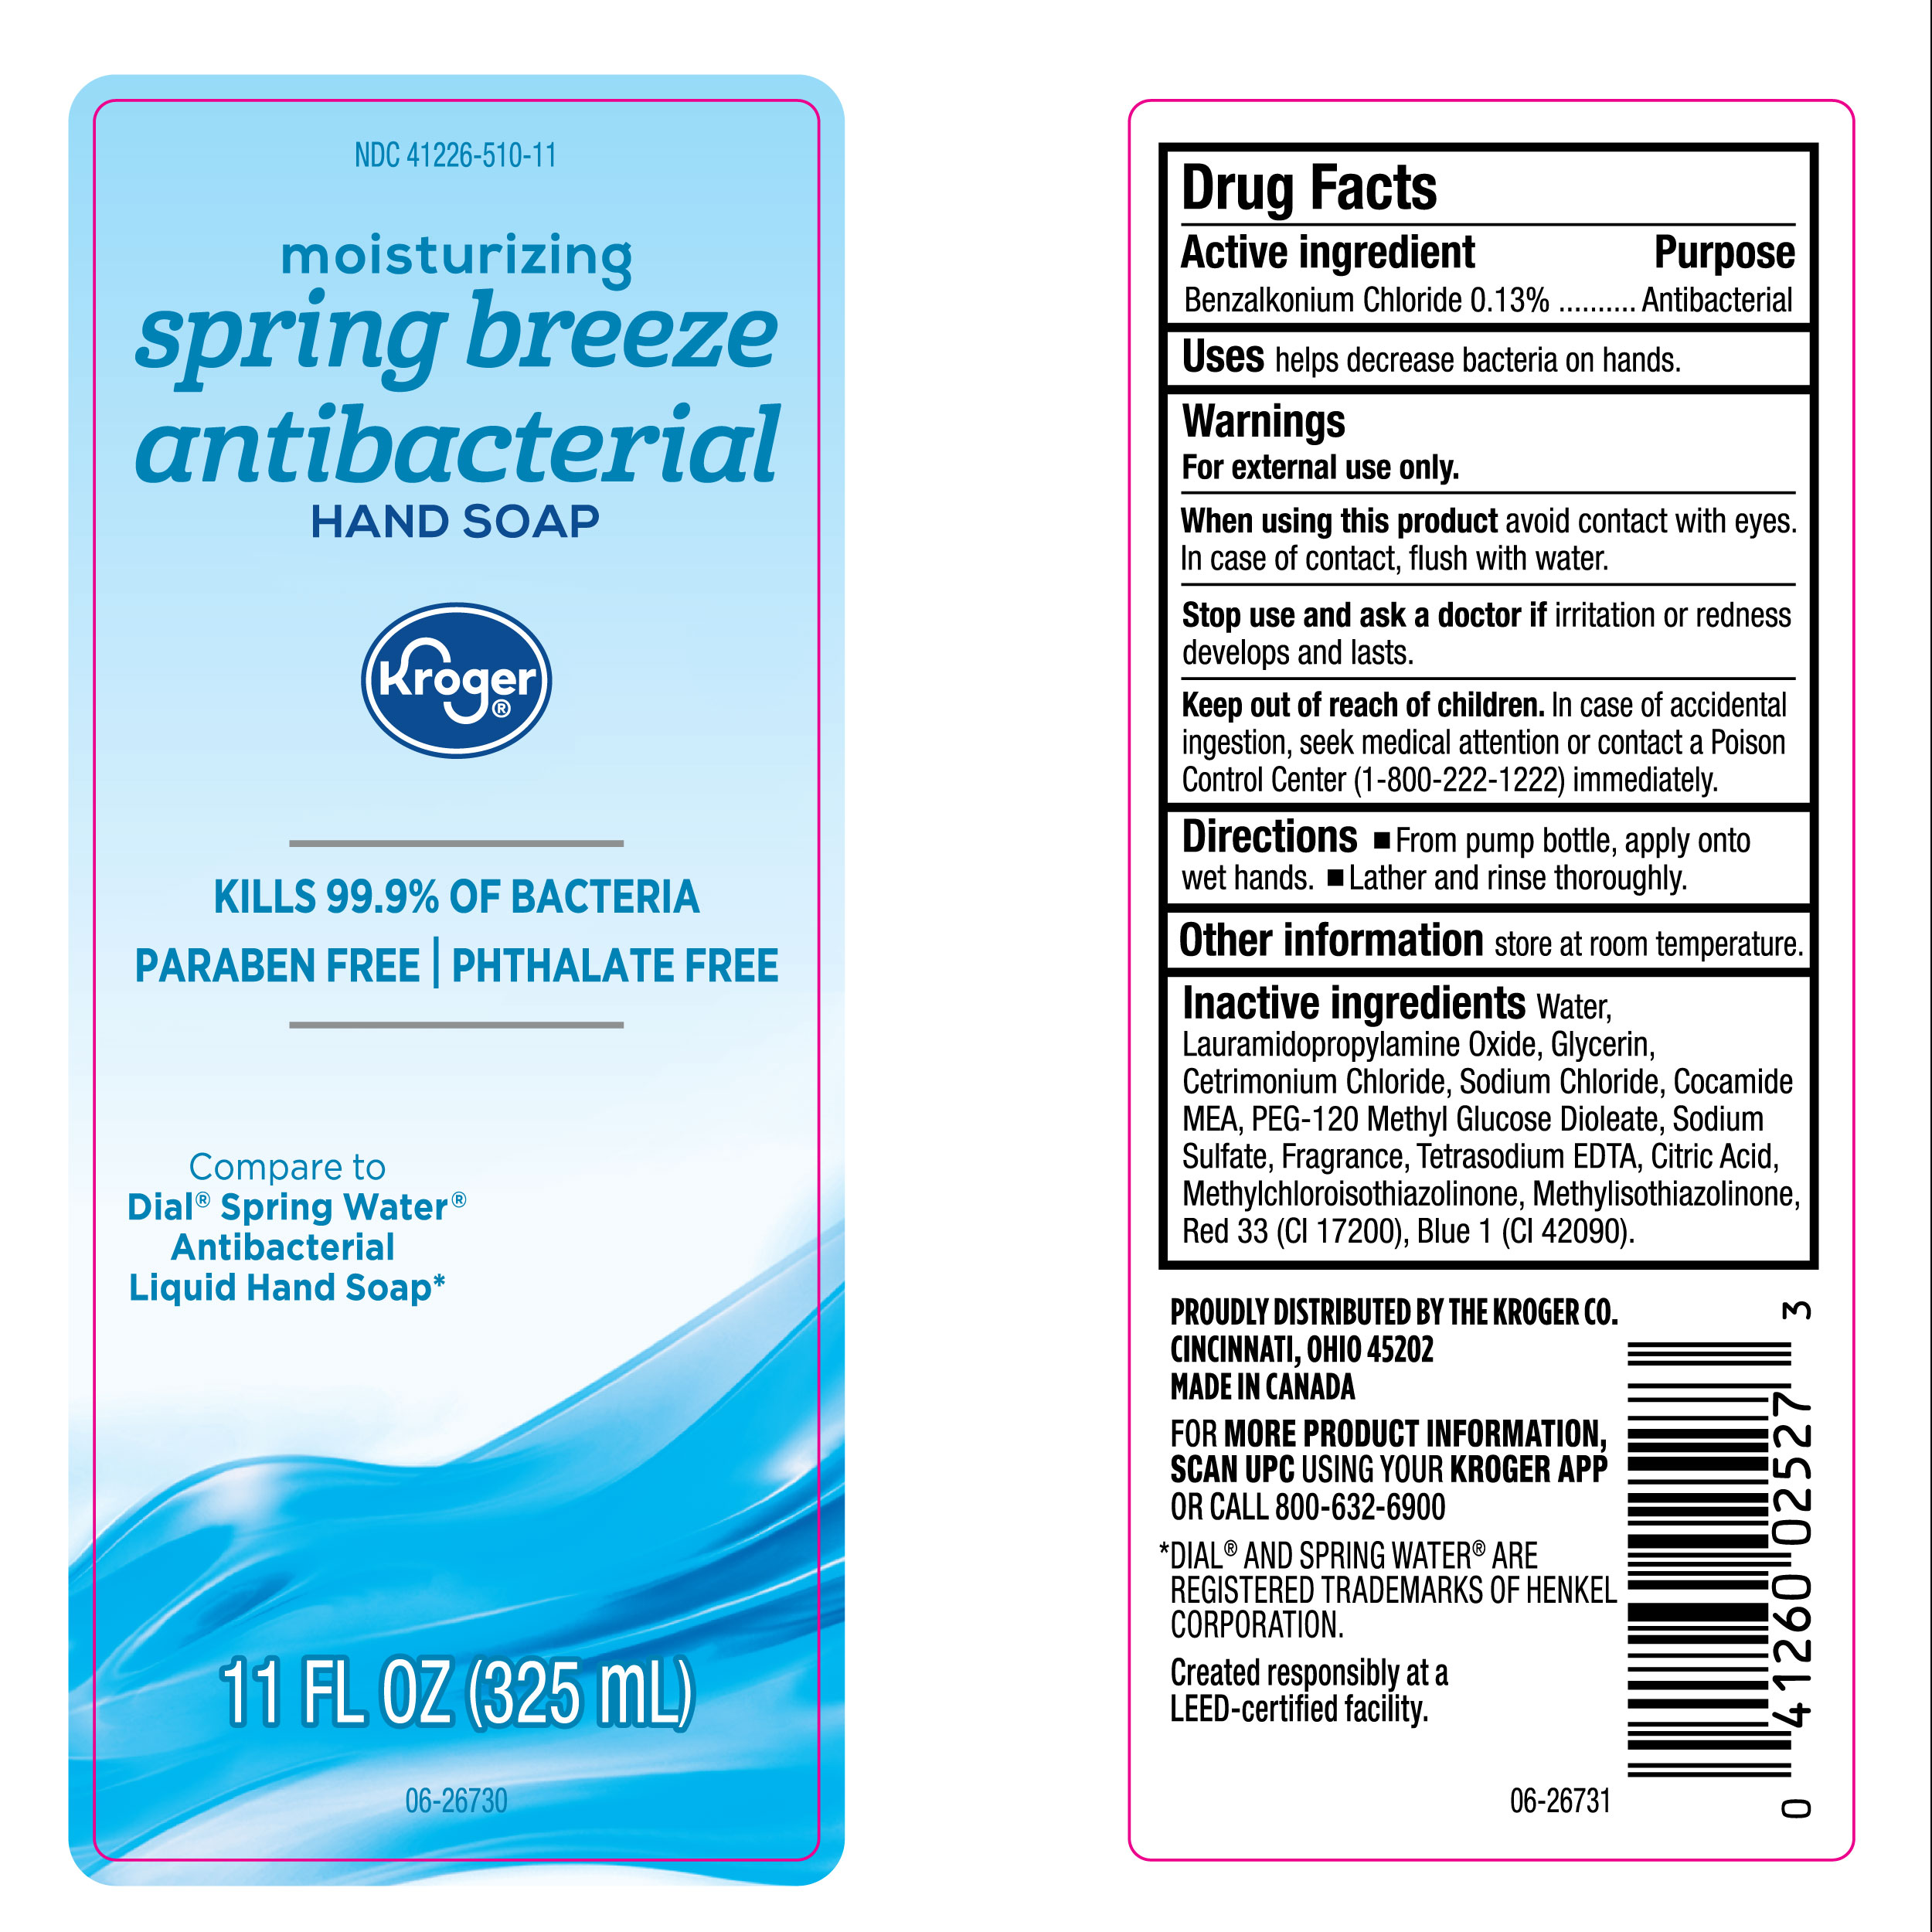 NDC 41226-510-11
moisturizing
spring breeze
antibacterial
HAND SOAP
Kroger®
KILLS 99.9% OF BACTERIA
PARABEN FREE | PHTHALATE FREE
Compare to
Dial® Spring Water®
Antibacterial
Liquid Hand Soap*
11 FL OZ (325 mL)
06-26730
Drug Facts
Active ingredient Purpose
Benzalkonium Chloride 0.13% .......... Antibacterial
Uses helps decrease bacteria on hands.
Warnings
For external use only.
When using this product avoid contact with eyes.
In case of contact, flush with water.
Stop use and ask a doctor if irritation or redness
develops and lasts.
Keep out of reach of children. In case of accidental
ingestion, seek medical attention or contact a Poison
Control Center (1-800-222-1222) immediately.
Directions ■ From pump bottle, apply onto
wet hands. ■ Lather and rinse thoroughly.
Other information store at room temperature.
Inactive ingredients Water,
Lauramidopropylamine Oxide, Glycerin,
Cetrimonium Chloride, Sodium Chloride, Cocamide
MEA, PEG-120 Methyl Glucose Dioleate, Sodium
Sulfate, Fragrance, Tetrasodium EDTA, Citric Acid,
Methylchloroisothiazolinone, Methylisothiazolinone,
Red 33 (CI 17200), Blue 1 (CI 42090).
PROUDLY DISTRIBUTED BY THE KROGER CO.
CINCINNATI, OHIO 45202
MADE IN CANADA
FOR MORE PRODUCT INFORMATION,
SCAN UPC USING YOUR KROGER APP
OR CALL 800-632-6900
*DIAL® AND SPRING WATER® ARE
REGISTERED TRADEMARKS OF HENKEL
CORPORATION.
Created responsibly at a
LEED-certified facility.
06-26731
0 41260 02527 3